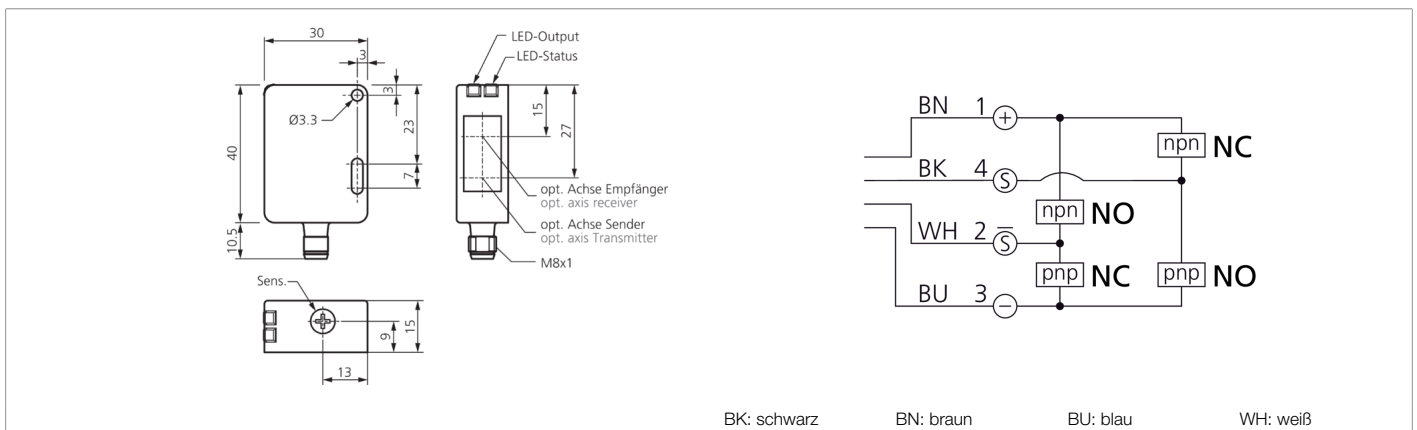 30
3
3
Ø3.3
23
40
7
10.5
LED-Output
LED-Status
15
27
opt. Achse Empfänger
opt. axis receiver
opt. Achse Sender
opt. axis Transmitter
M8x1
Sens.
9
15
13
BN 1 +
npn NC
BK 4 S
npn NO
WH 2 S̅
pnp NC
pnp NO
BU 3 −
BK: schwarz BN: braun BU: blau WH: weiß